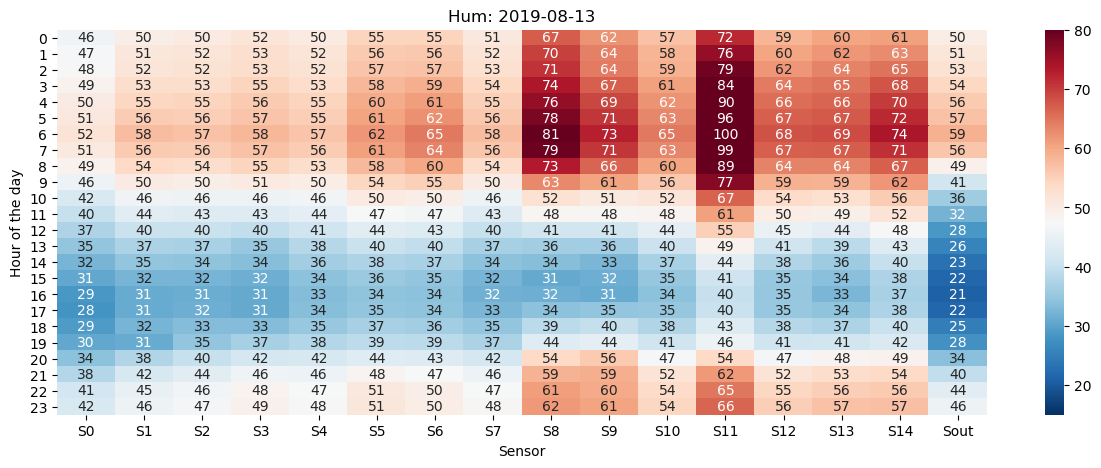 Hum: 2019-08-13
Hour of the day
0 46 50 50 52 50 55 55 51 67 62 57 72 59 60 61 50
1 47 51 52 53 52 56 56 52 70 64 58 76 60 62 63 51
2 48 52 52 53 52 57 57 53 71 64 59 79 62 64 65 53
3 49 53 53 55 53 58 59 54 74 67 61 84 64 65 68 54
4 50 55 55 56 55 60 61 55 76 69 62 90 66 66 70 56
5 51 56 56 57 55 61 62 56 78 71 63 96 67 67 72 57
6 52 58 57 58 57 62 65 58 81 73 65 100 68 69 74 59
7 51 56 56 57 56 61 64 56 79 71 63 99 67 67 71 56
8 49 54 54 55 53 58 60 54 73 66 60 89 64 64 67 49
9 46 50 50 51 50 54 55 50 63 61 56 77 59 59 62 41
10 42 46 46 46 46 50 50 46 52 51 52 67 54 53 56 36
11 40 44 43 43 44 47 47 43 48 48 48 61 50 49 52 32
12 37 40 40 40 41 44 43 40 41 41 44 55 45 44 48 28
13 35 37 37 35 38 40 40 37 36 36 40 49 41 39 43 26
14 32 35 34 34 36 38 37 34 34 33 37 44 38 36 40 23
15 31 32 32 32 34 36 35 32 31 32 35 41 35 34 38 22
16 29 31 31 31 33 34 34 32 32 31 34 40 35 33 37 21
17 28 31 32 31 34 35 34 33 34 35 35 40 35 34 38 22
18 29 32 33 33 35 37 36 35 39 40 38 43 38 37 40 25
19 30 31 35 37 38 39 39 37 44 44 41 46 41 41 42 28
20 34 38 40 42 42 44 43 42 54 56 47 54 47 48 49 34
21 38 42 44 46 46 48 47 46 59 59 52 62 52 53 54 40
22 41 45 46 48 47 51 50 47 61 60 54 65 55 56 56 44
23 42 46 47 49 48 51 50 48 62 61 54 66 56 57 57 46
S0 S1 S2 S3 S4 S5 S6 S7 S8 S9 S10 S11 S12 S13 S14 Sout
Sensor
80
70
60
50
40
30
20